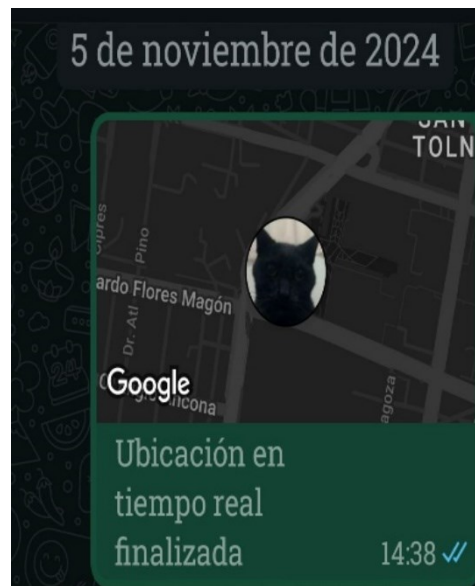 5 de noviembre de 2024
TOLN
Pino
ardo Flores Magón
Dr. Atl
Google
agoza
Ubicación en
tiempo real
finalizada
14:38